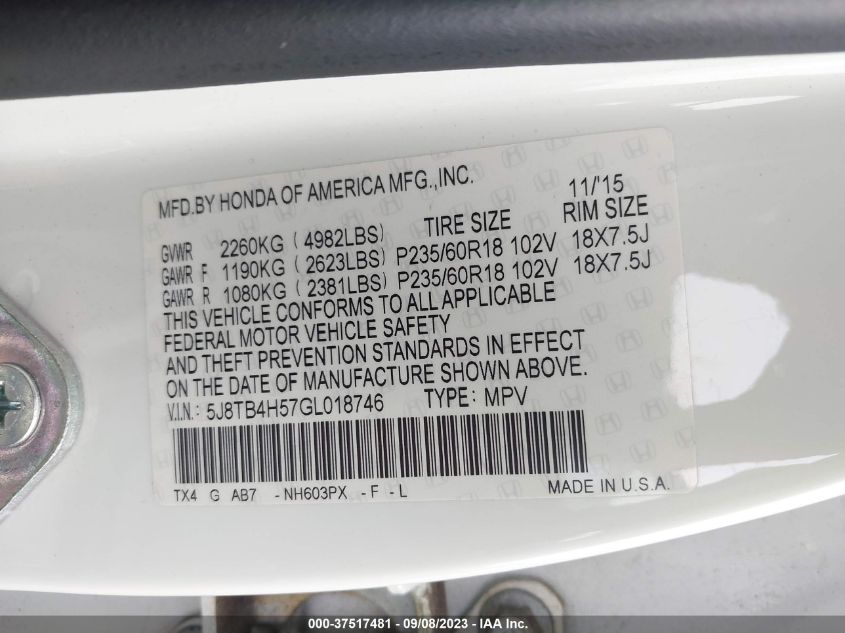 MFD.BY HONDA OF AMERICA MFG.,INC. 11/'15
GVWR 2260KG ( 4982LBS) TIRE SIZE RIM SIZE
GAWR F 1190KG ( 2623LBS) P235/60R18 102V 18X7.5J
GAWR R 1080KG ( 2381LBS) P235/60R18 102V 18X7.5J
THIS VEHICLE CONFORMS TO ALL APPLICABLE
FEDERAL MOTOR VEHICLE SAFETY
AND THEFT PREVENTION STANDARDS IN EFFECT
ON THE DATE OF MANUFACTURE SHOWN ABOVE.
V.I.N.: 5J8TB4H57GL018746 TYPE: MPV
TX4 G AB7 -NH603PX -F -L MADE IN U.S.A.
000-37517481 - 09/08/2023 - IAA Inc.